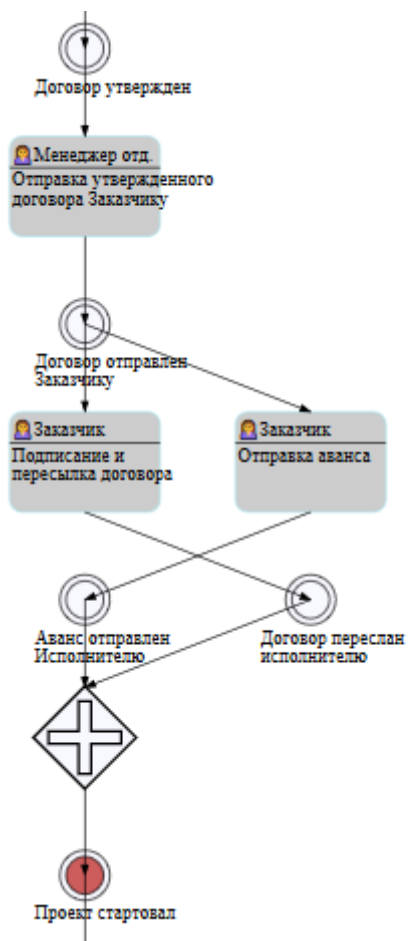 Договор утвержден
Менеджер отд.
Отправка утвержденного
договора Заказчику
Договор отправлен
Заказчику
Заказчик
Подписание и
пересылка договора
Заказчик
Отправка аванса
Аванс отправлен
Исполнителю
Договор переслан
исполнителю
Проект стартовал